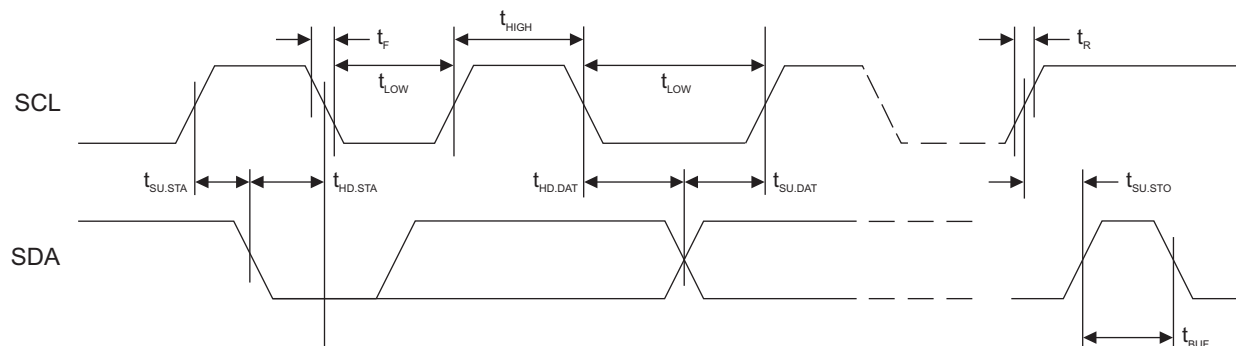 tHIGH
tF
tR
tLOW
tLOW
SCL
tSU.STA
tHD.STA
tHD.DAT
tSU.DAT
tSU.STO
SDA
tBUF